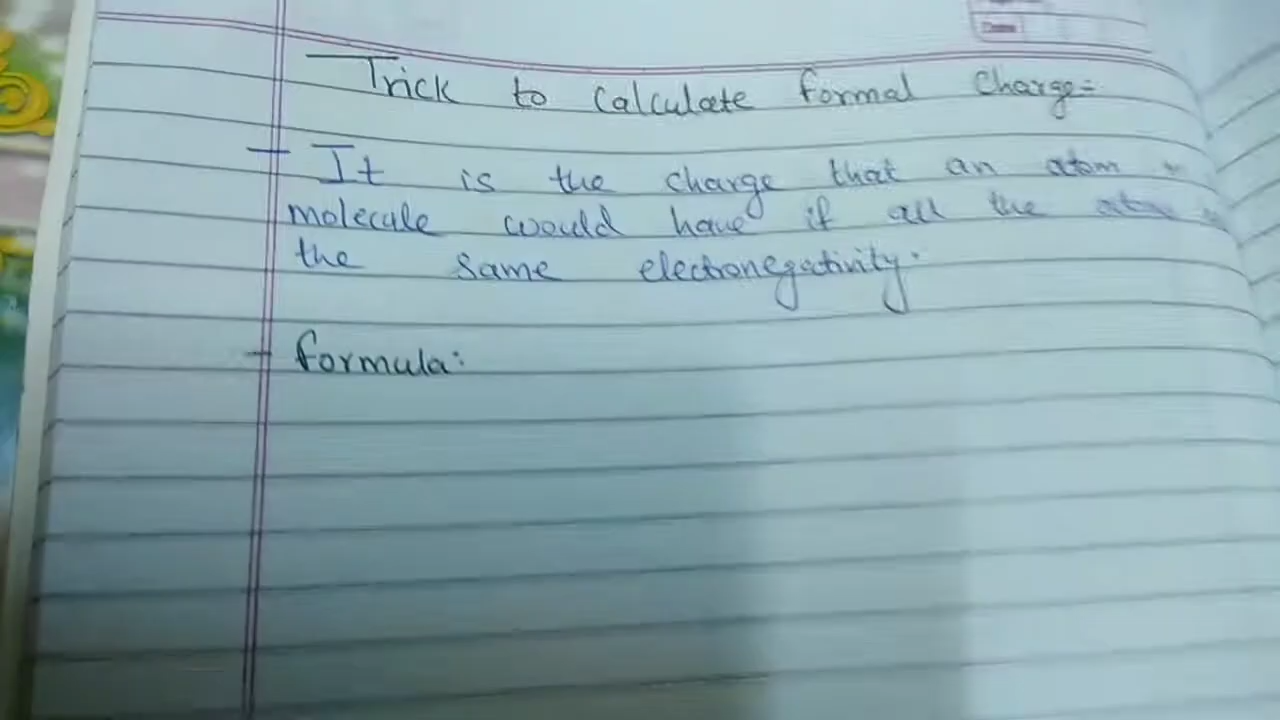 Trick to calculate formal charge=
It is the charge that an atom
molecule would have if all the
the same electronegativity.
formula:
Date